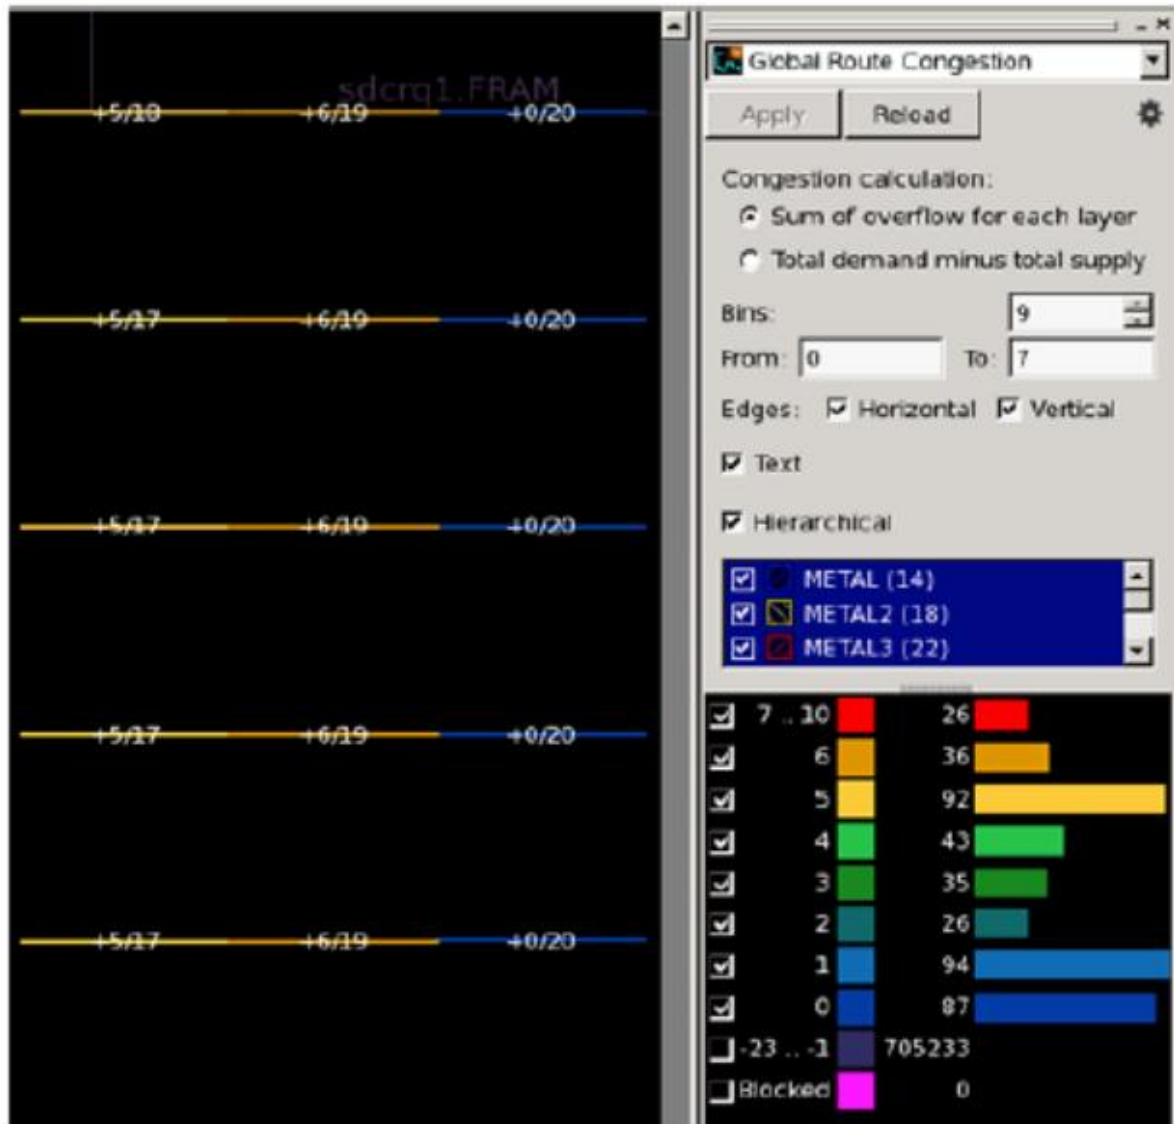 sdcrq1.FRAM
+5/18 +6/19 +0/20
+5/17 +6/19 +0/20
+5/17 +6/19 +0/20
+5/17 +6/19 +0/20
+5/17 +6/19 +0/20
Global Route Congestion
Apply Reload
Congestion calculation:
Sum of overflow for each layer
Total demand minus total supply
Bins: 9
From: 0 To: 7
Edges: Horizontal Vertical
Text
Hierarchical
METAL (14)
METAL2 (18)
METAL3 (22)
7 .. 10 26
6 36
5 92
4 43
3 35
2 26
1 94
0 87
-23 .. -1 705233
Blocked 0